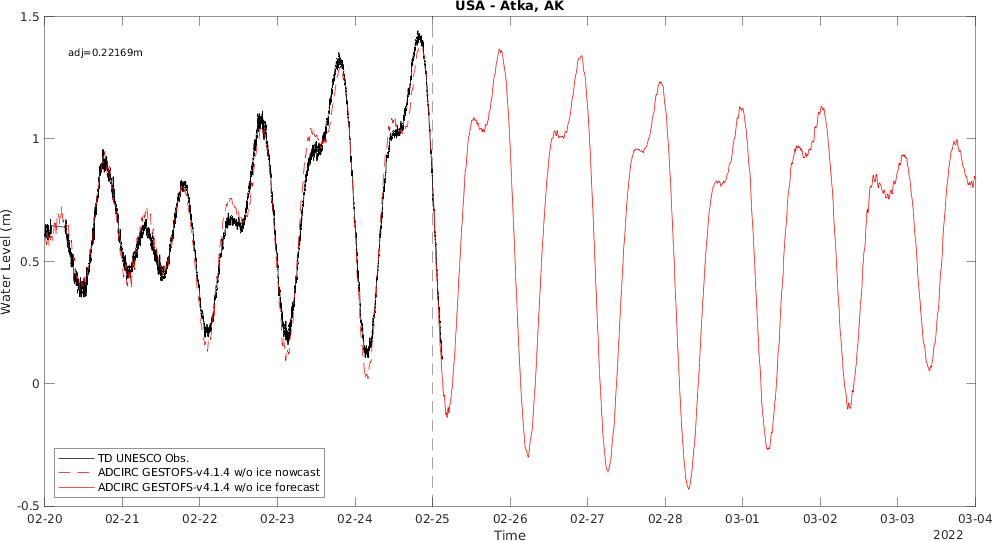 USA - Atka, AK
adj=0.22169m
Water Level (m)
1.5
1
0.5
0
-0.5
TD UNESCO Obs.
ADCIRC GESTOFS-v4.1.4 w/o ice nowcast
ADCIRC GESTOFS-v4.1.4 w/o ice forecast
02-20 02-21 02-22 02-23 02-24 02-25 02-26 02-27 02-28 03-01 03-02 03-03 03-04
Time
2022